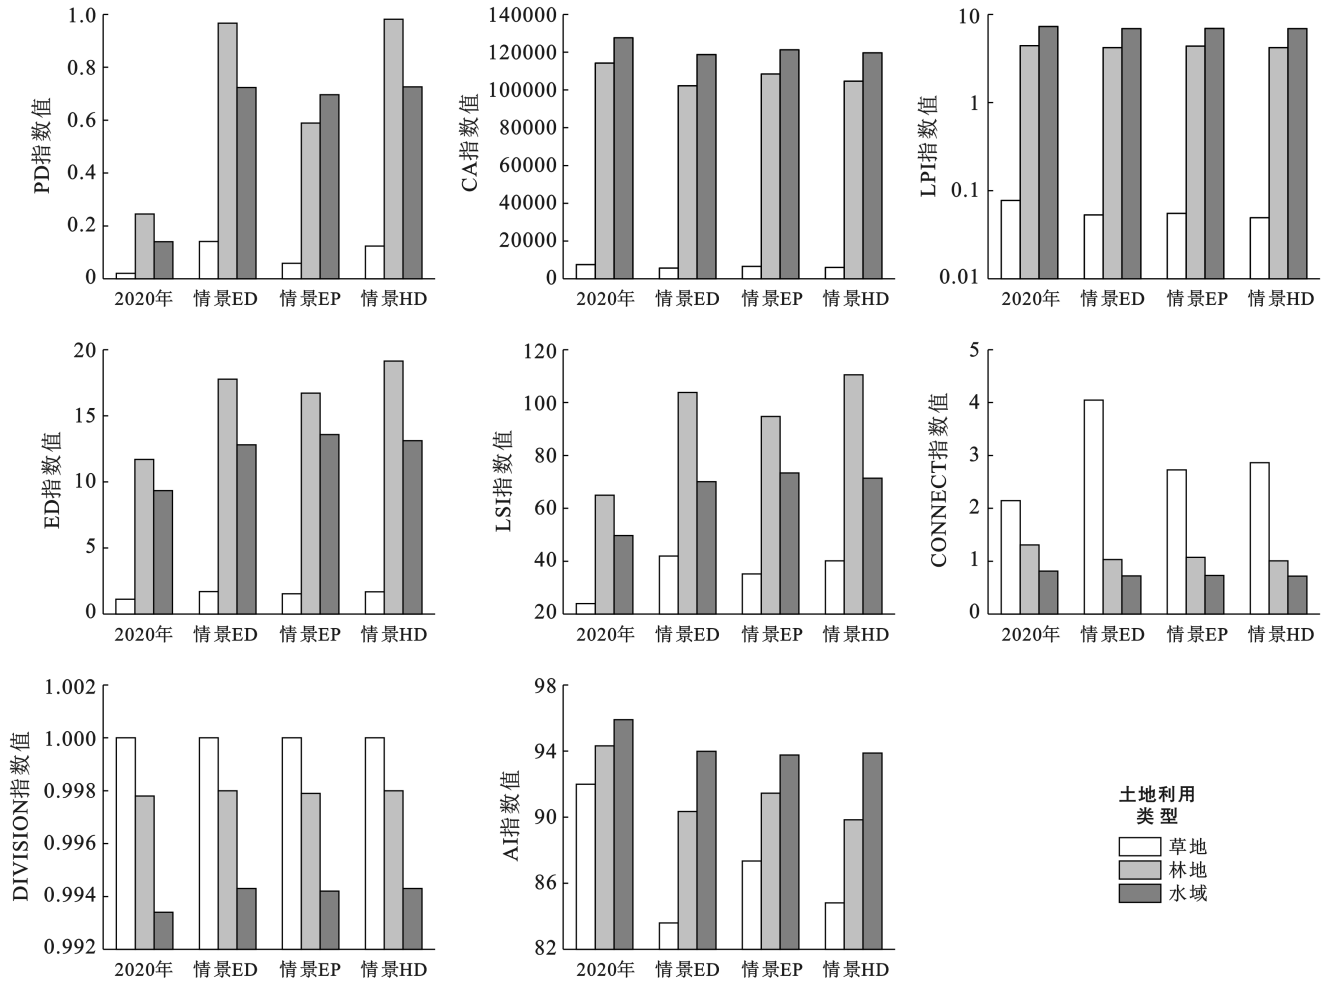 PD指数值
1.0
0.8
0.6
0.4
0.2
0
2020年 情景ED 情景EP 情景HD
CA指数值
140000
120000
100000
80000
60000
40000
20000
0
2020年 情景ED 情景EP 情景HD
LPI指数值
10
1
0.1
0.01
2020年 情景ED 情景EP 情景HD
ED指数值
20
15
10
5
0
2020年 情景ED 情景EP 情景HD
LSI指数值
120
100
80
60
40
20
2020年 情景ED 情景EP 情景HD
CONNECT指数值
5
4
3
2
1
0
2020年 情景ED 情景EP 情景HD
DIVISION指数值
1.002
1.000
0.998
0.996
0.994
0.992
2020年 情景ED 情景EP 情景HD
AI指数值
98
94
90
86
82
2020年 情景ED 情景EP 情景HD
土地利用
类型
草地
林地
水域